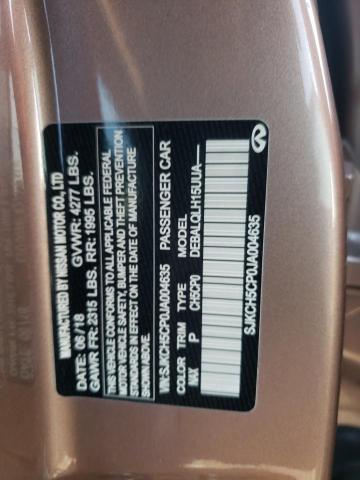 MANUFACTURED BY NISSAN MOTOR CO., LTD
DATE: 06 / 18 GVWR: 4277 LBS.
GAWR FR: 2315 LBS. RR: 1995 LBS.
THIS VEHICLE CONFORMS TO ALL APPLICABLE FEDERAL
MOTOR VEHICLE SAFETY, BUMPER AND THEFT PREVENTION
STANDARDS IN EFFECT ON THE DATE OF MANUFACTURE
SHOWN ABOVE.
VIN:SJKCH5CP0JA004635 PASSENGER CAR
COLOR TRIM TYPE MODEL
NAX P CH5CP0 DEBALQLH15UUA
SJKCH5CP0JA004635